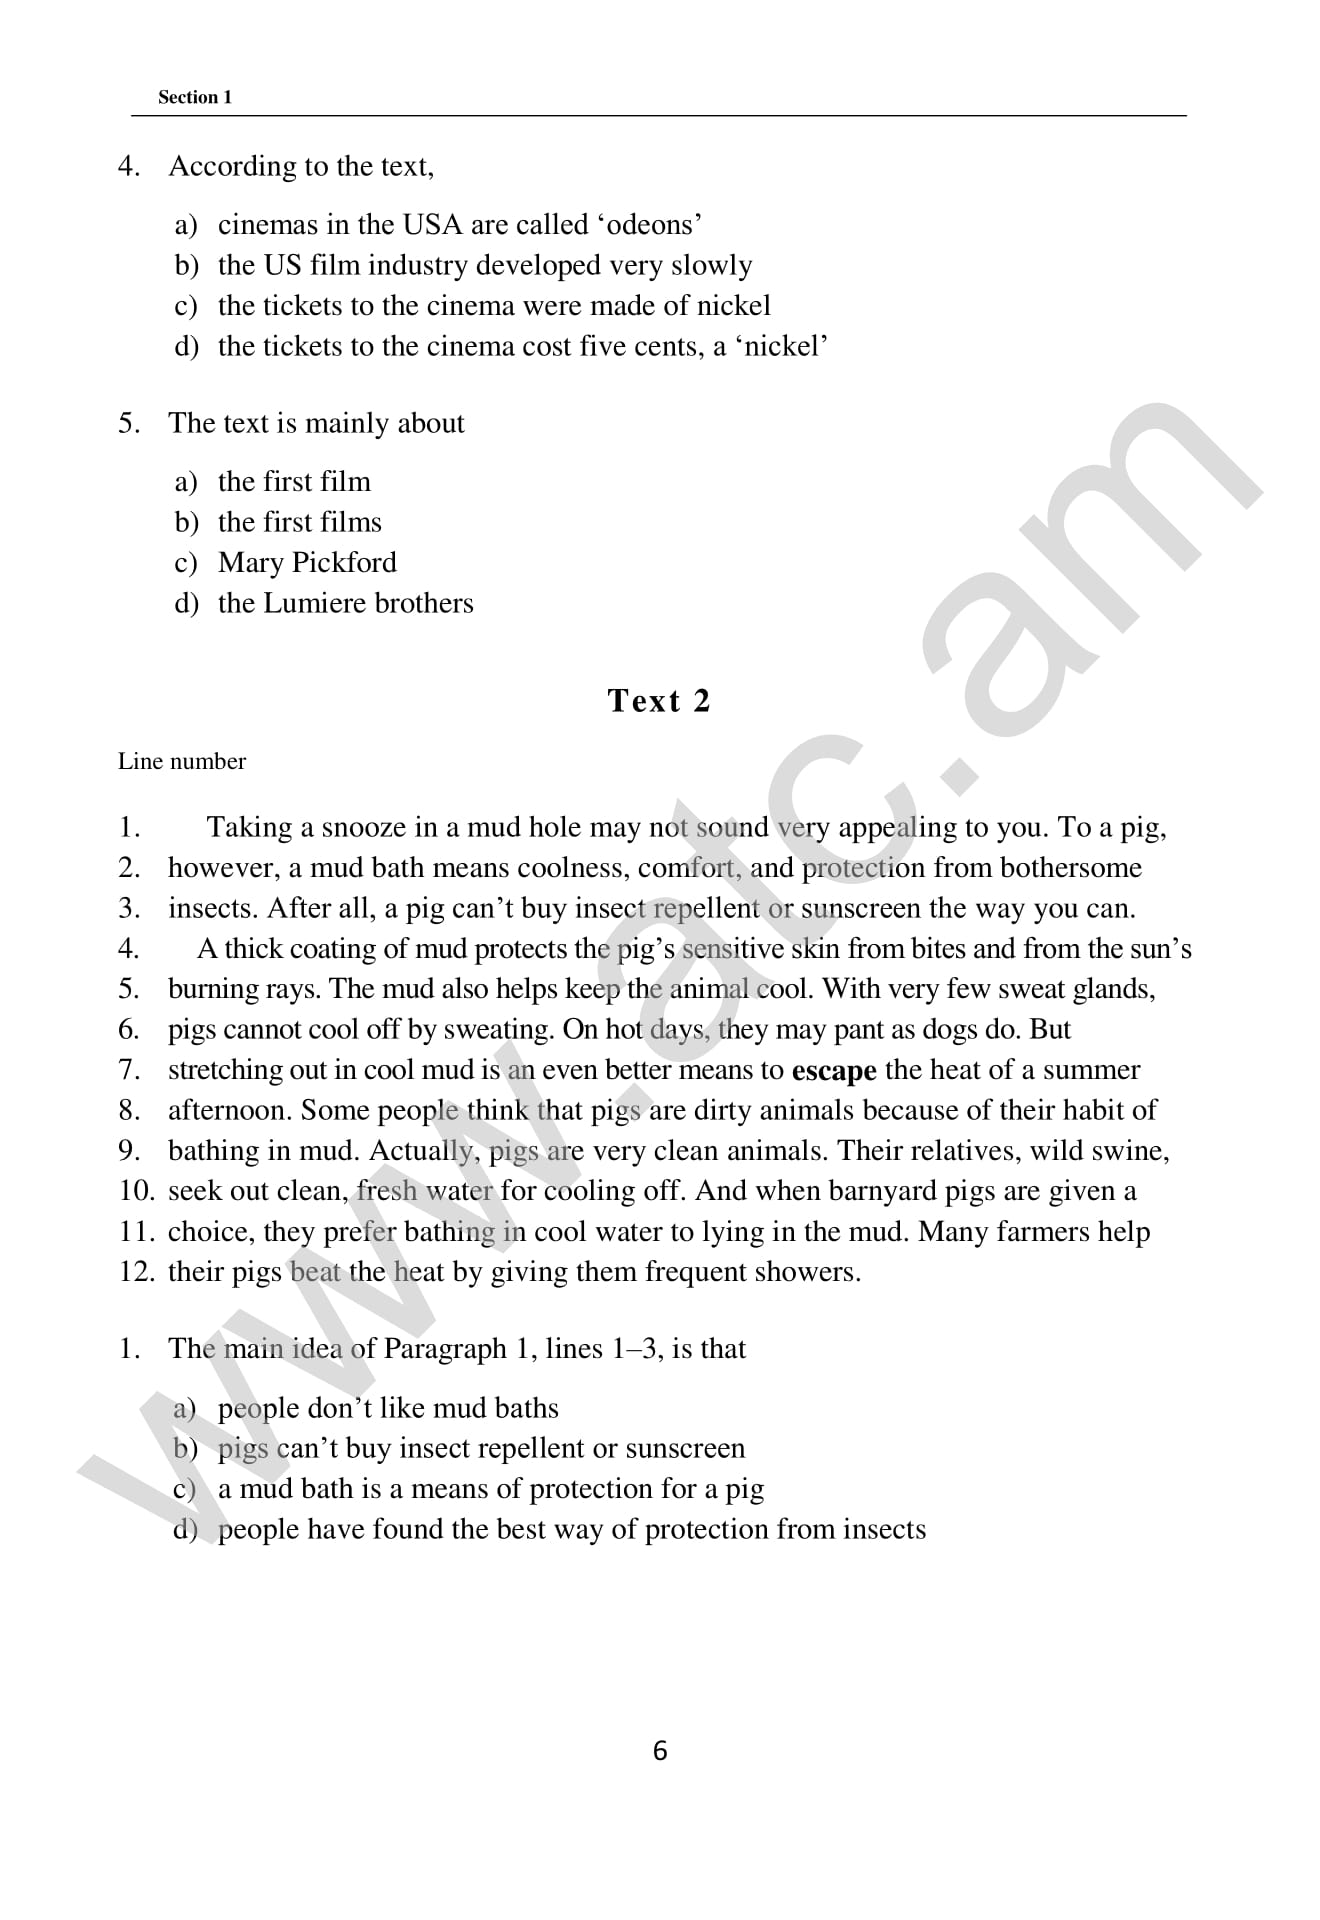 Section 1
4. According to the text,
a) cinemas in the USA are called ‘odeons’
b) the US film industry developed very slowly
c) the tickets to the cinema were made of nickel
d) the tickets to the cinema cost five cents, a ‘nickel’
5. The text is mainly about
a) the first film
b) the first films
c) Mary Pickford
d) the Lumiere brothers
Text 2
Line number
1. Taking a snooze in a mud hole may not sound very appealing to you. To a pig,
2. however, a mud bath means coolness, comfort, and protection from bothersome
3. insects. After all, a pig can’t buy insect repellent or sunscreen the way you can.
4. A thick coating of mud protects the pig’s sensitive skin from bites and from the sun’s
5. burning rays. The mud also helps keep the animal cool. With very few sweat glands,
6. pigs cannot cool off by sweating. On hot days, they may pant as dogs do. But
7. stretching out in cool mud is an even better means to escape the heat of a summer
8. afternoon. Some people think that pigs are dirty animals because of their habit of
9. bathing in mud. Actually, pigs are very clean animals. Their relatives, wild swine,
10. seek out clean, fresh water for cooling off. And when barnyard pigs are given a
11. choice, they prefer bathing in cool water to lying in the mud. Many farmers help
12. their pigs beat the heat by giving them frequent showers.
1. The main idea of Paragraph 1, lines 1–3, is that
a) people don’t like mud baths
b) pigs can’t buy insect repellent or sunscreen
c) a mud bath is a means of protection for a pig
d) people have found the best way of protection from insects
6
www.atc.am